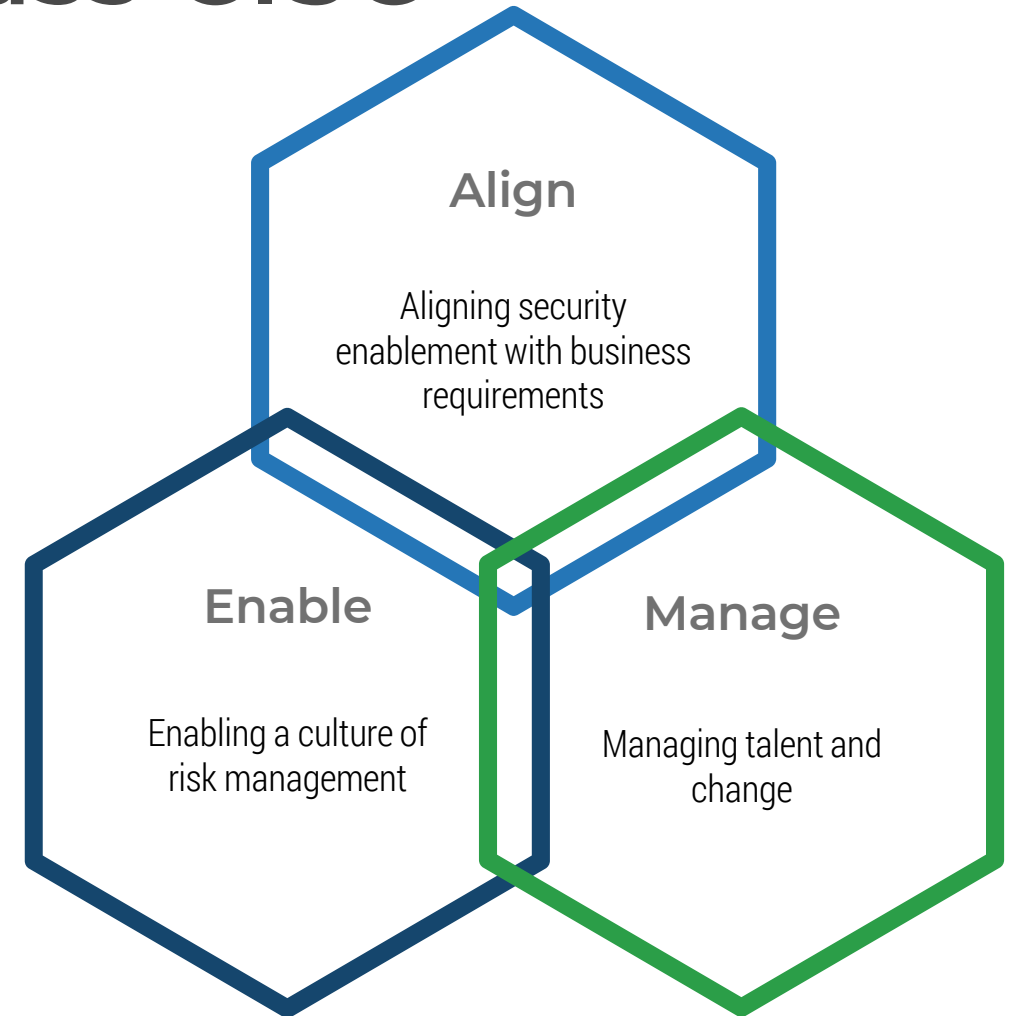 Align
Aligning security
enablement with business
requirements
Enable
Enabling a culture of
risk management
Manage
Managing talent and
change